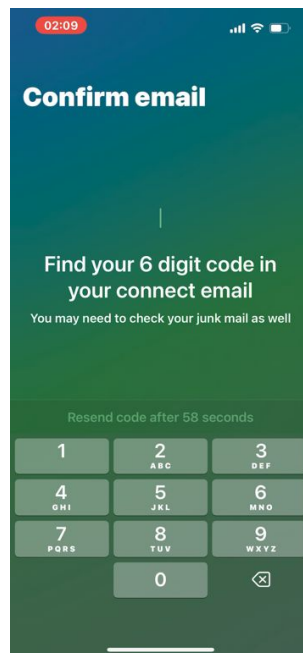 02:09
Confirm email
Find your 6 digit code in
your connect email
You may need to check your junk mail as well
Resend code after 58 seconds
1 2 3
ABC DEF
4 5 6
GHI JKL MNO
7 8 9
PQRS TUV WXYZ
0